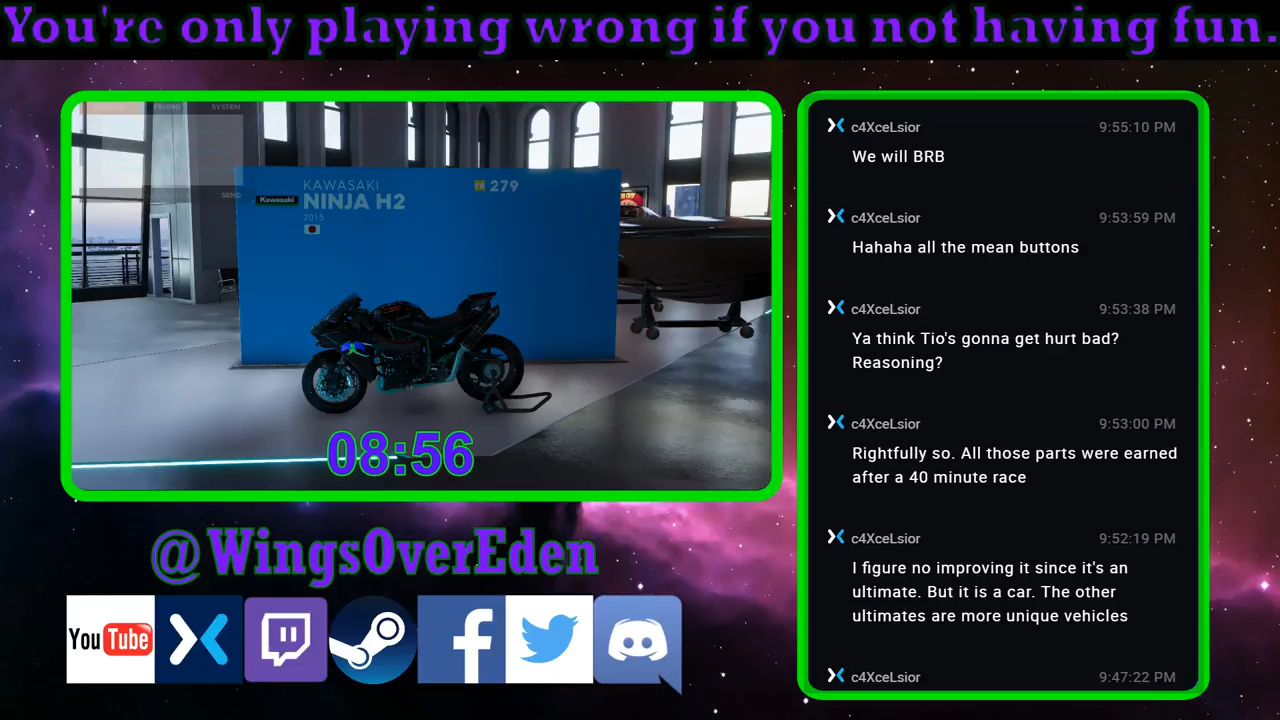 You're only playing wrong if you not having fun.
FRIEND SYSTEM
SEND
KAWASAKI
Kawasaki NINJA H2
2015
279
08:56
@WingsOverEden
YouTube
c4XceLsior 9:55:10 PM
We will BRB
c4XceLsior 9:53:59 PM
Hahaha all the mean buttons
c4XceLsior 9:53:38 PM
Ya think Tio's gonna get hurt bad?
Reasoning?
c4XceLsior 9:53:00 PM
Rightfully so. All those parts were earned
after a 40 minute race
c4XceLsior 9:52:19 PM
I figure no improving it since it's an
ultimate. But it is a car. The other
ultimates are more unique vehicles
c4XceLsior 9:47:22 PM